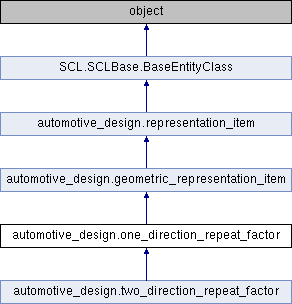 object
SCL.SCLBase.BaseEntityClass
automotive_design.representation_item
automotive_design.geometric_representation_item
automotive_design.one_direction_repeat_factor
automotive_design.two_direction_repeat_factor